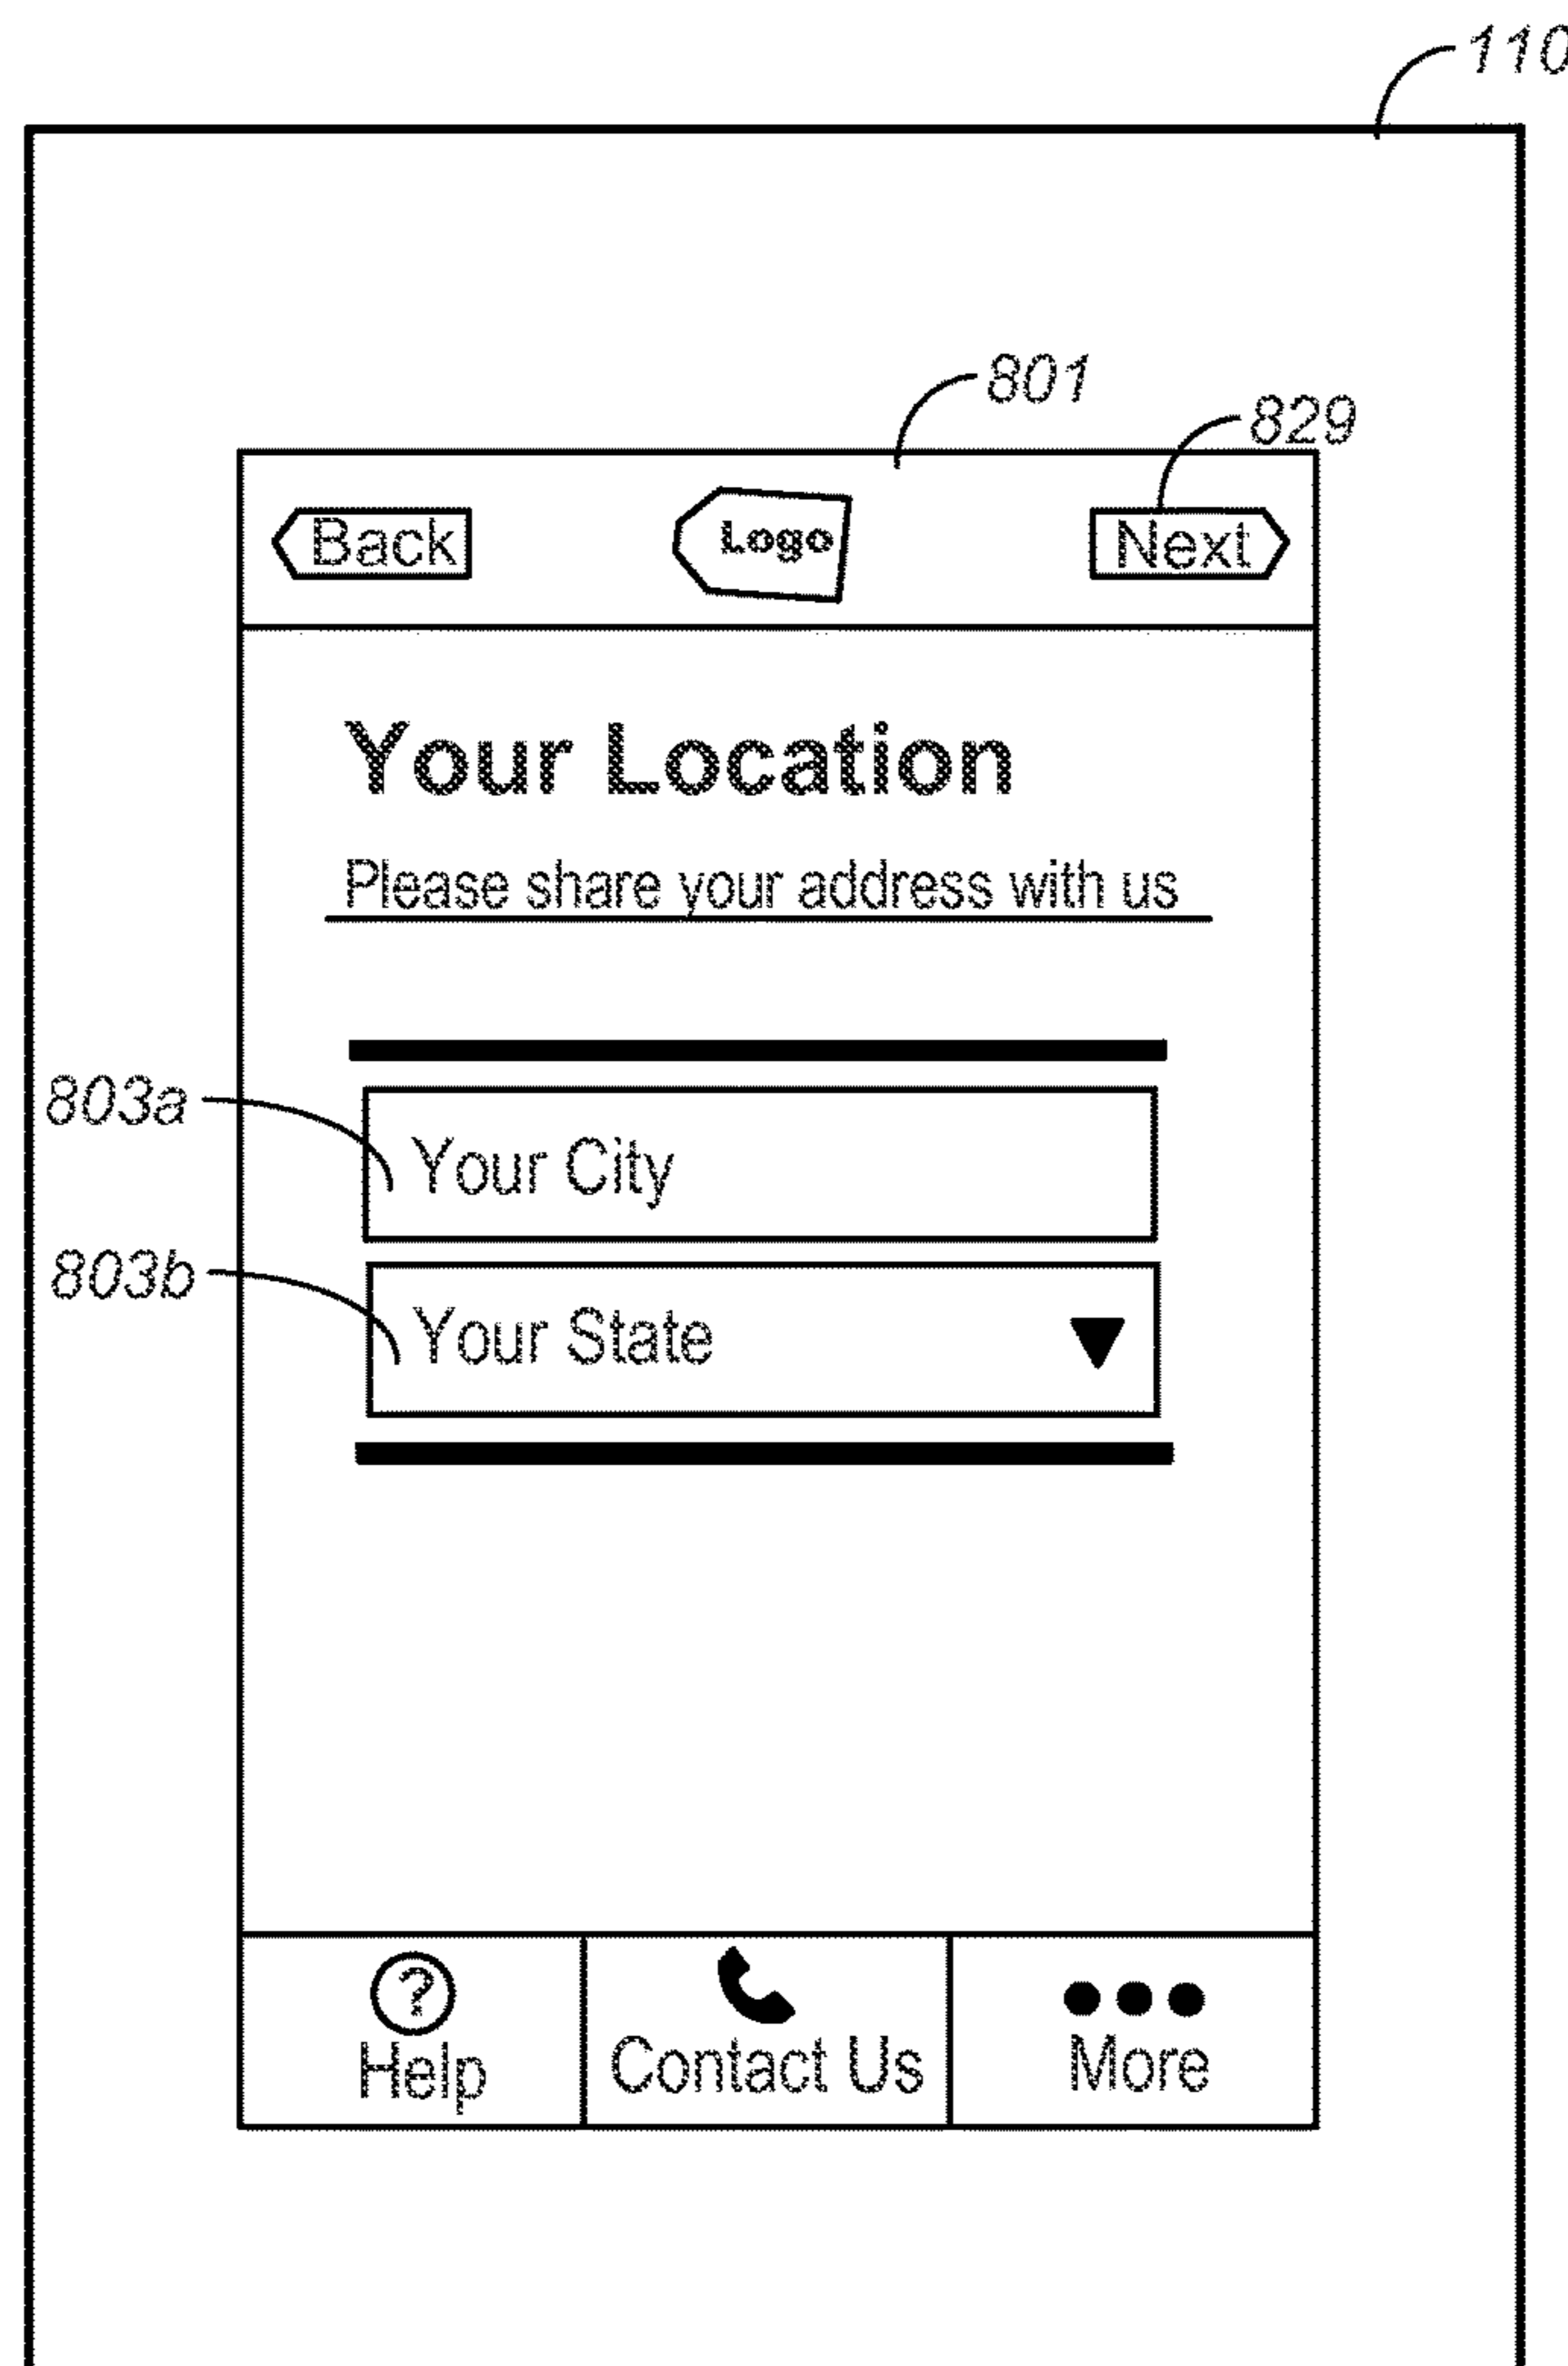 110
801
829
Back
Logo
Next
Your Location
Please share your address with us
803a
Your City
803b
Your State
?
Help
Contact Us
More